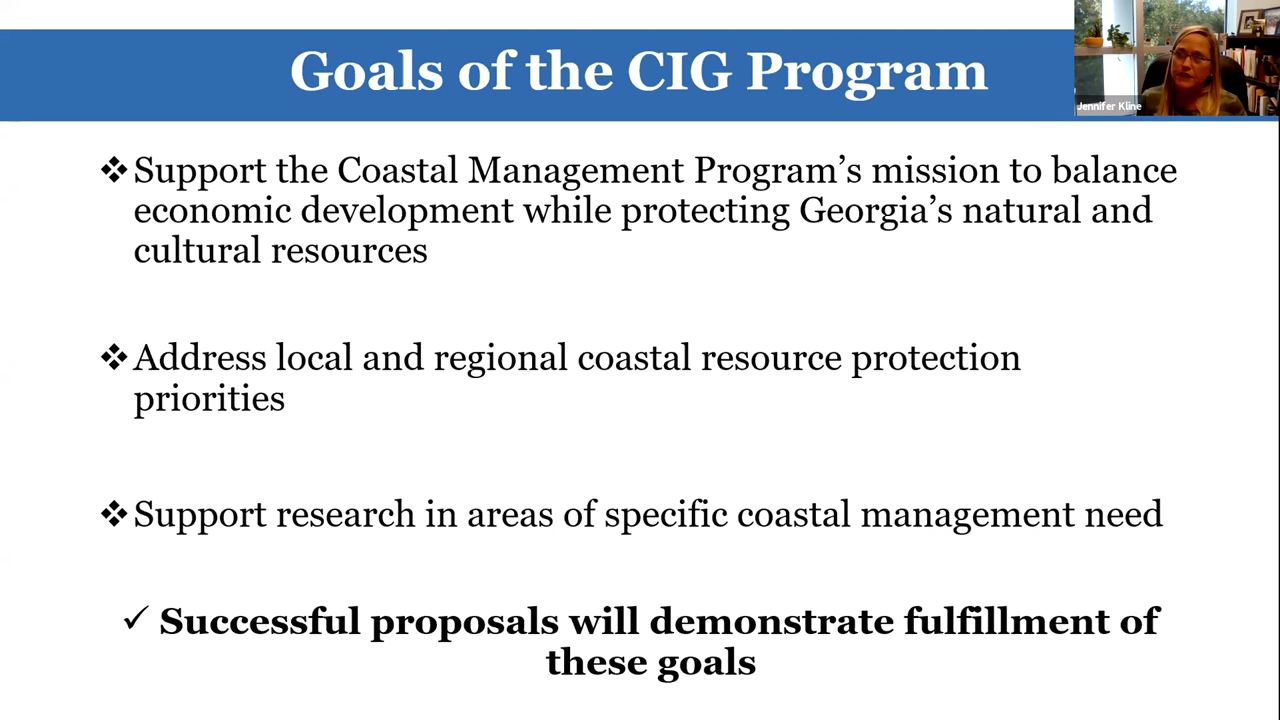 Goals of the CIG Program
Jennifer Kline
❖Support the Coastal Management Program’s mission to balance
economic development while protecting Georgia’s natural and
cultural resources
❖Address local and regional coastal resource protection
priorities
❖Support research in areas of specific coastal management need
✓ Successful proposals will demonstrate fulfillment of
these goals